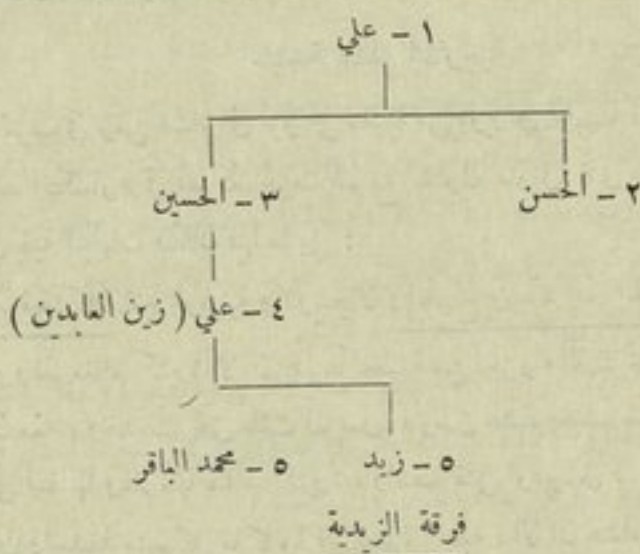 ١ - علي
٢ - الحسن
٣ - الحسين
٤ - علي ( زين العابدين )
٥ - زيد
٥ - محمد الباقر
فرقة الزيدية